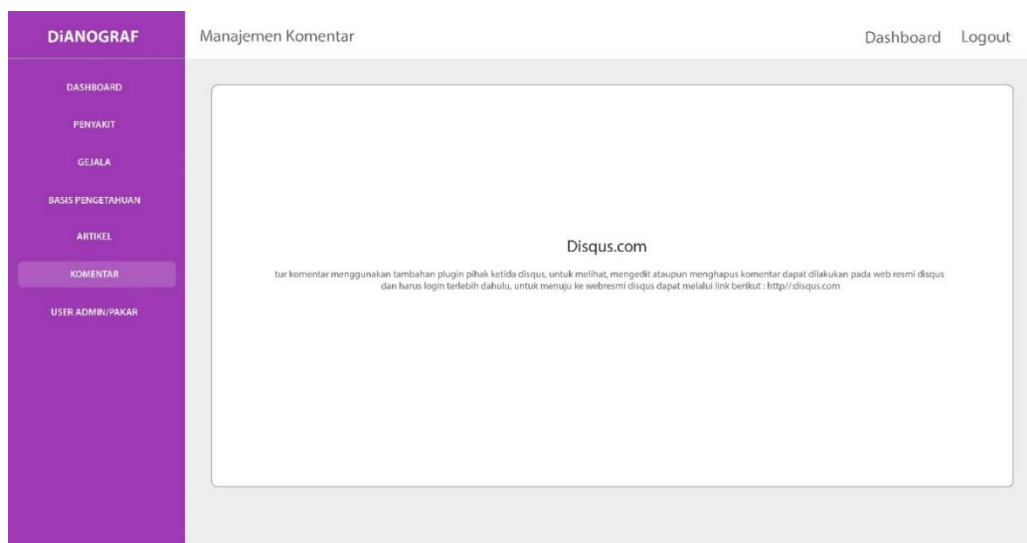 DiANOGRAF
Manajemen Komentar
Dashboard Logout
DASHBOARD
PENYAKIT
GEJALA
BASIS PENGETAHUAN
ARTIKEL
KOMENTAR
USER ADMIN/PAKAR
Disqus.com
tur komentar menggunakan tambahan plugin pihak ketida disqus, untuk melihat, mengedit ataupun menghapus komentar dapat dilakukan pada web resmi disqus
dan harus login terlebih dahulu, untuk menuju ke webresmi disqus dapat melalui link berikut : http//:disqus.com